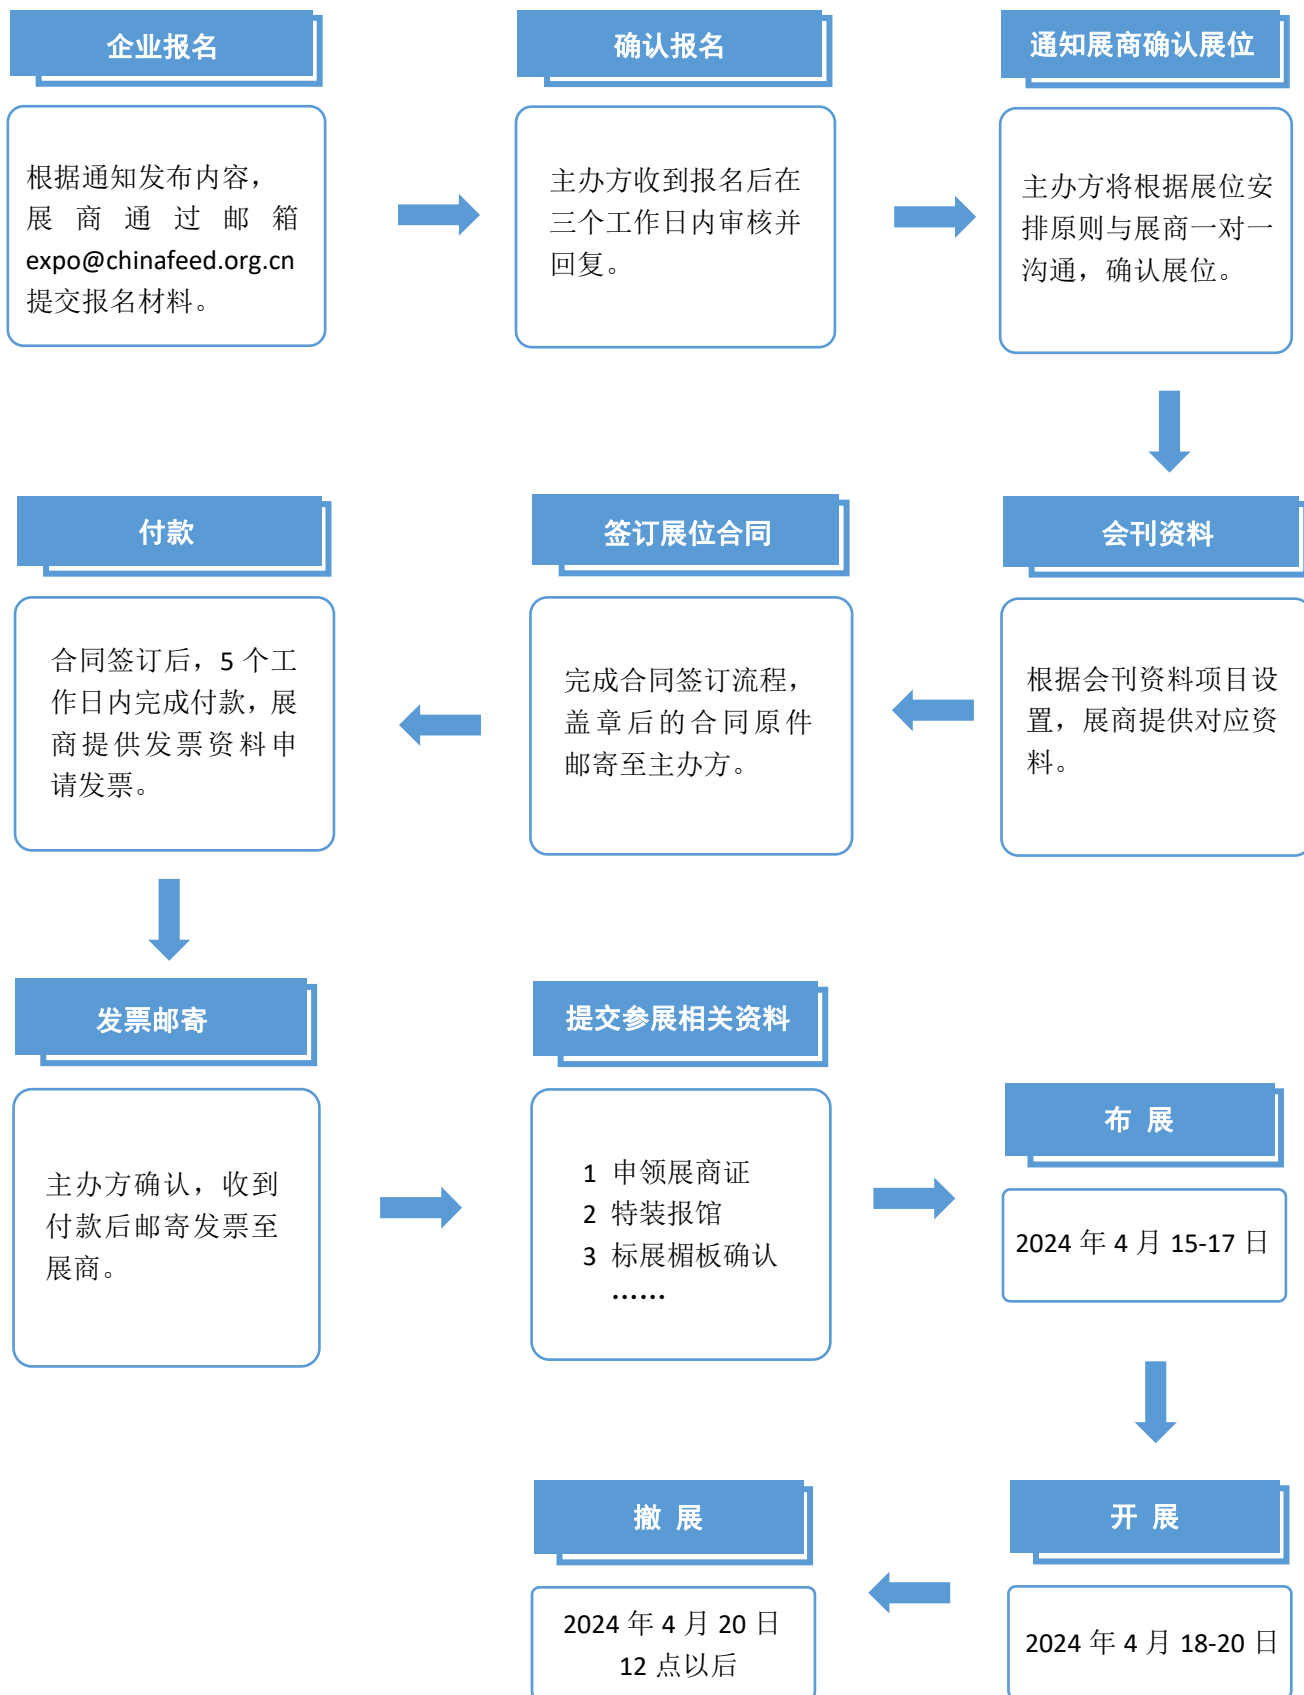 企业报名
根据通知发布内容，
展商通过邮箱
expo@chinafeed.org.cn
提交报名材料。
确认报名
主办方收到报名后在
三个工作日内审核并
回复。
通知展商确认展位
主办方将根据展位安
排原则与展商一对一
沟通，确认展位。
会刊资料
根据会刊资料项目设
置，展商提供对应资
料。
签订展位合同
完成合同签订流程，
盖章后的合同原件
邮寄至主办方。
付款
合同签订后，5 个工
作日内完成付款，展
商提供发票资料申
请发票。
发票邮寄
主办方确认，收到
付款后邮寄发票至
展商。
提交参展相关资料
1 申领展商证
2 特装报馆
3 标展楣板确认
……
布 展
2024 年 4 月 15-17 日
开 展
2024 年 4 月 18-20 日
撤 展
2024 年 4 月 20 日
12 点以后